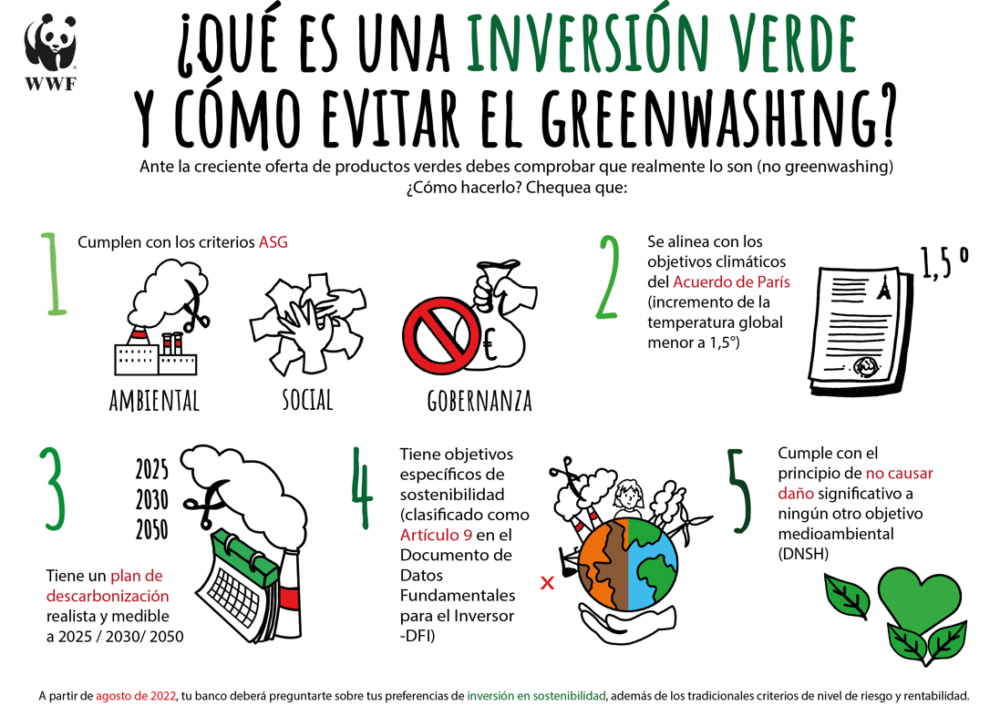 WWF
¿QUÉ ES UNA INVERSIÓN VERDE
Y CÓMO EVITAR EL GREENWASHING?
Ante la creciente oferta de productos verdes debes comprobar que realmente lo son (no greenwashing)
¿Cómo hacerlo? Chequea que:
1
Cumplen con los criterios ASG
AMBIENTAL
SOCIAL
€
GOBERNANZA
2
Se alinea con los
objetivos climáticos
del Acuerdo de París
(incremento de la
temperatura global
menor a 1,5°)
1,5 º
3
2025
2030
2050
Tiene un plan de
descarbonización
realista y medible
a 2025 / 2030/ 2050
4
Tiene objetivos
específicos de
sostenibilidad
(clasificado como
Artículo 9 en el
Documento de
Datos
Fundamentales
para el Inversor
-DFI)
x
5
Cumple con el
principio de no causar
daño significativo a
ningún otro objetivo
medioambiental
(DNSH)
A partir de agosto de 2022, tu banco deberá preguntarte sobre tus preferencias de inversión en sostenibilidad, además de los tradicionales criterios de nivel de riesgo y rentabilidad.